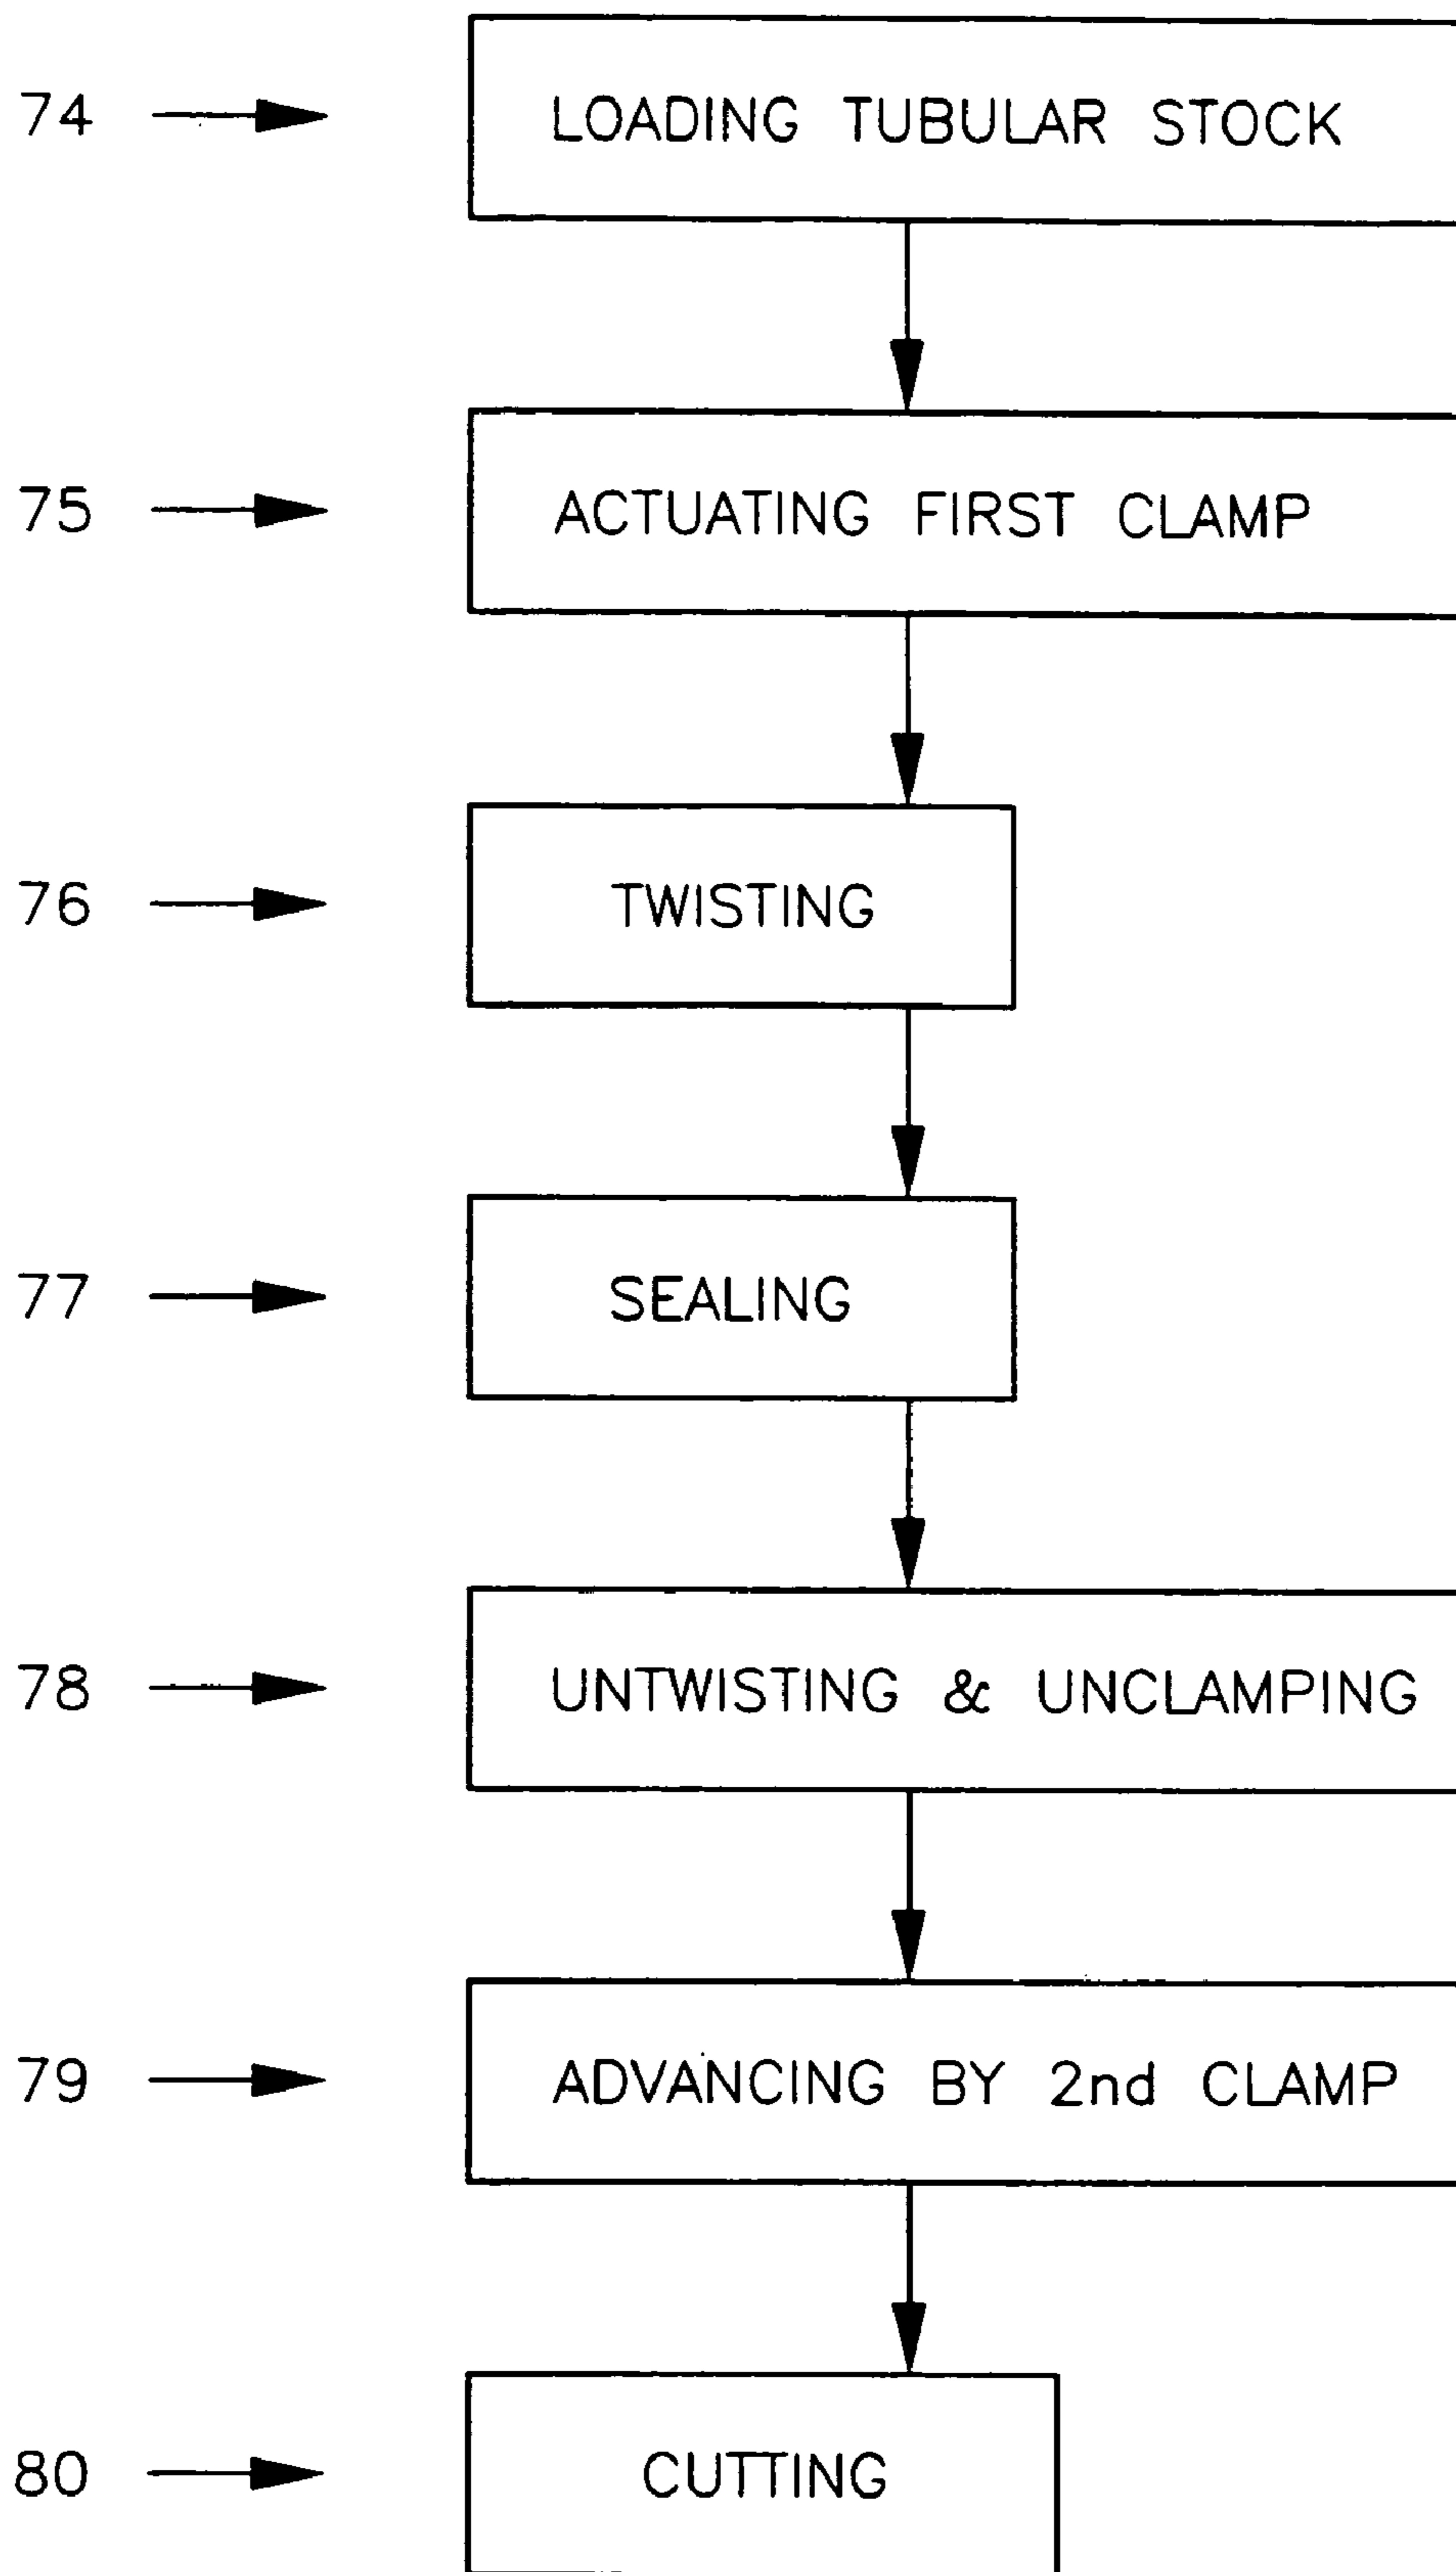 74 LOADING TUBULAR STOCK
75 ACTUATING FIRST CLAMP
76 TWISTING
77 SEALING
78 UNTWISTING & UNCLAMPING
79 ADVANCING BY 2nd CLAMP
80 CUTTING